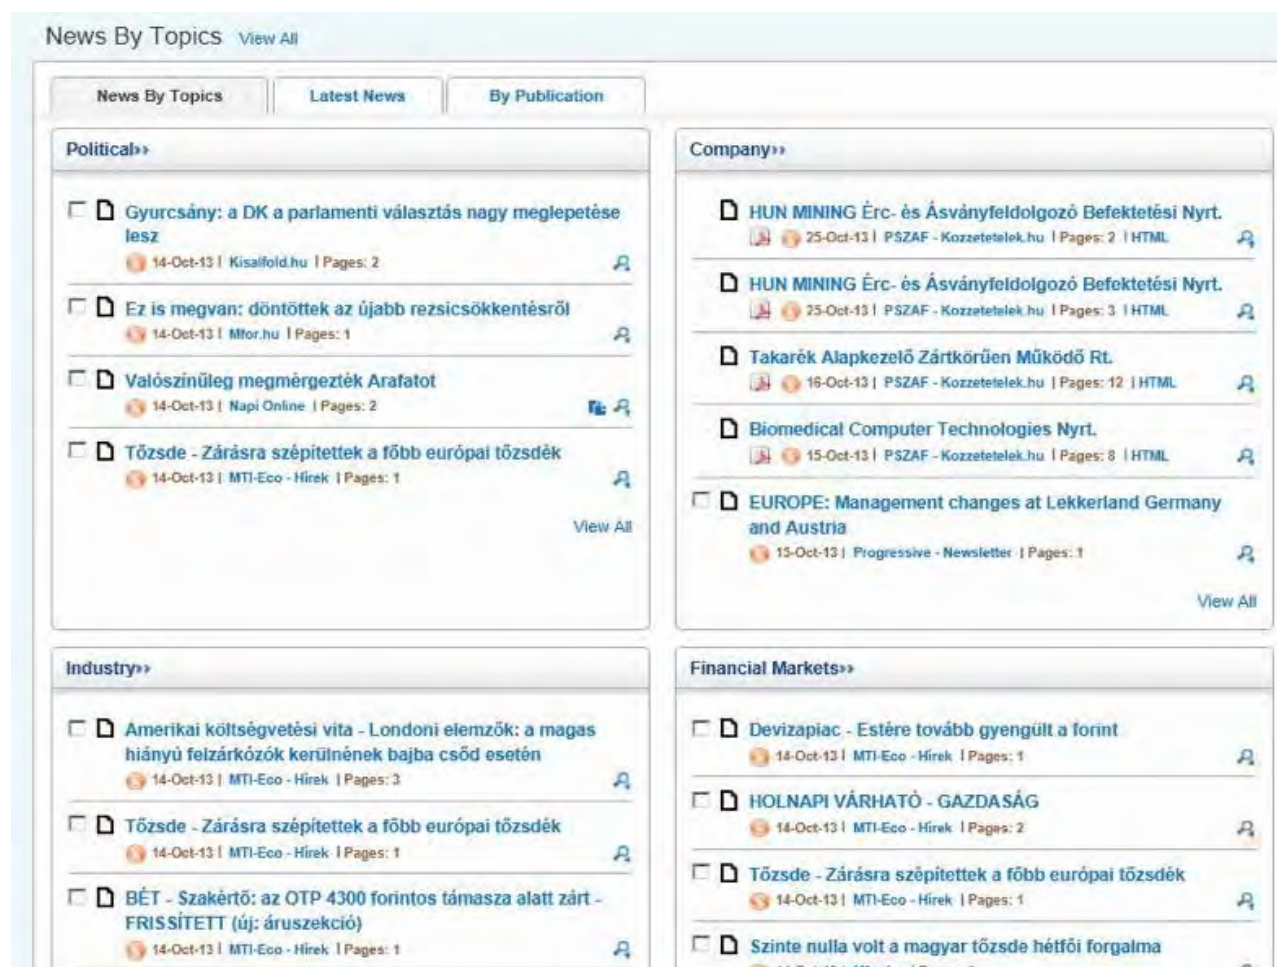 News By Topics View All
News By Topics
Latest News
By Publication
Political»
Gyurcsány: a DK a parlamenti választás nagy meglepetése
lesz
14-Oct-13 | Kisalfold.hu | Pages: 2
Ez is megvan: döntöttek az újabb rezsicsökkentésről
14-Oct-13 | Mfor.hu | Pages: 1
Valószínűleg megmérgezték Arafatot
14-Oct-13 | Napi Online | Pages: 2
Tőzsde - Zárásra szépítettek a főbb európai tőzsdék
14-Oct-13 | MTI-Eco - Hírek | Pages: 1
View All
Company»
HUN MINING Érc- és Ásványfeldolgozó Befektetési Nyrt.
25-Oct-13 | PSZAF - Kozzetetelek.hu | Pages: 2 | HTML
HUN MINING Érc- és Ásványfeldolgozó Befektetési Nyrt.
25-Oct-13 | PSZAF - Kozzetetelek.hu | Pages: 3 | HTML
Takarék Alapkezelő Zártkörűen Működő Rt.
16-Oct-13 | PSZAF - Kozzetetelek.hu | Pages: 12 | HTML
Biomedical Computer Technologies Nyrt.
15-Oct-13 | PSZAF - Kozzetetelek.hu | Pages: 8 | HTML
EUROPE: Management changes at Lekkerland Germany
and Austria
15-Oct-13 | Progressive - Newsletter | Pages: 1
View All
Industry»
Amerikai költségvetési vita - Londoni elemzők: a magas
hiányú felzárkózók kerülnének bajba csőd esetén
14-Oct-13 | MTI-Eco - Hírek | Pages: 3
Tőzsde - Zárásra szépítettek a főbb európai tőzsdék
14-Oct-13 | MTI-Eco - Hírek | Pages: 1
BÉT - Szakértő: az OTP 4300 forintos támasza alatt zárt -
FRISSÍTETT (új: áruszekció)
14-Oct-13 | MTI-Eco - Hírek | Pages: 1
Financial Markets»
Devizapiac - Estére tovább gyengült a forint
14-Oct-13 | MTI-Eco - Hírek | Pages: 1
HOLNAPI VÁRHATÓ - GAZDASÁG
14-Oct-13 | MTI-Eco - Hírek | Pages: 2
Tőzsde - Zárásra szépítettek a főbb európai tőzsdék
14-Oct-13 | MTI-Eco - Hírek | Pages: 1
Szinte nulla volt a magyar tőzsde hétfői forgalma